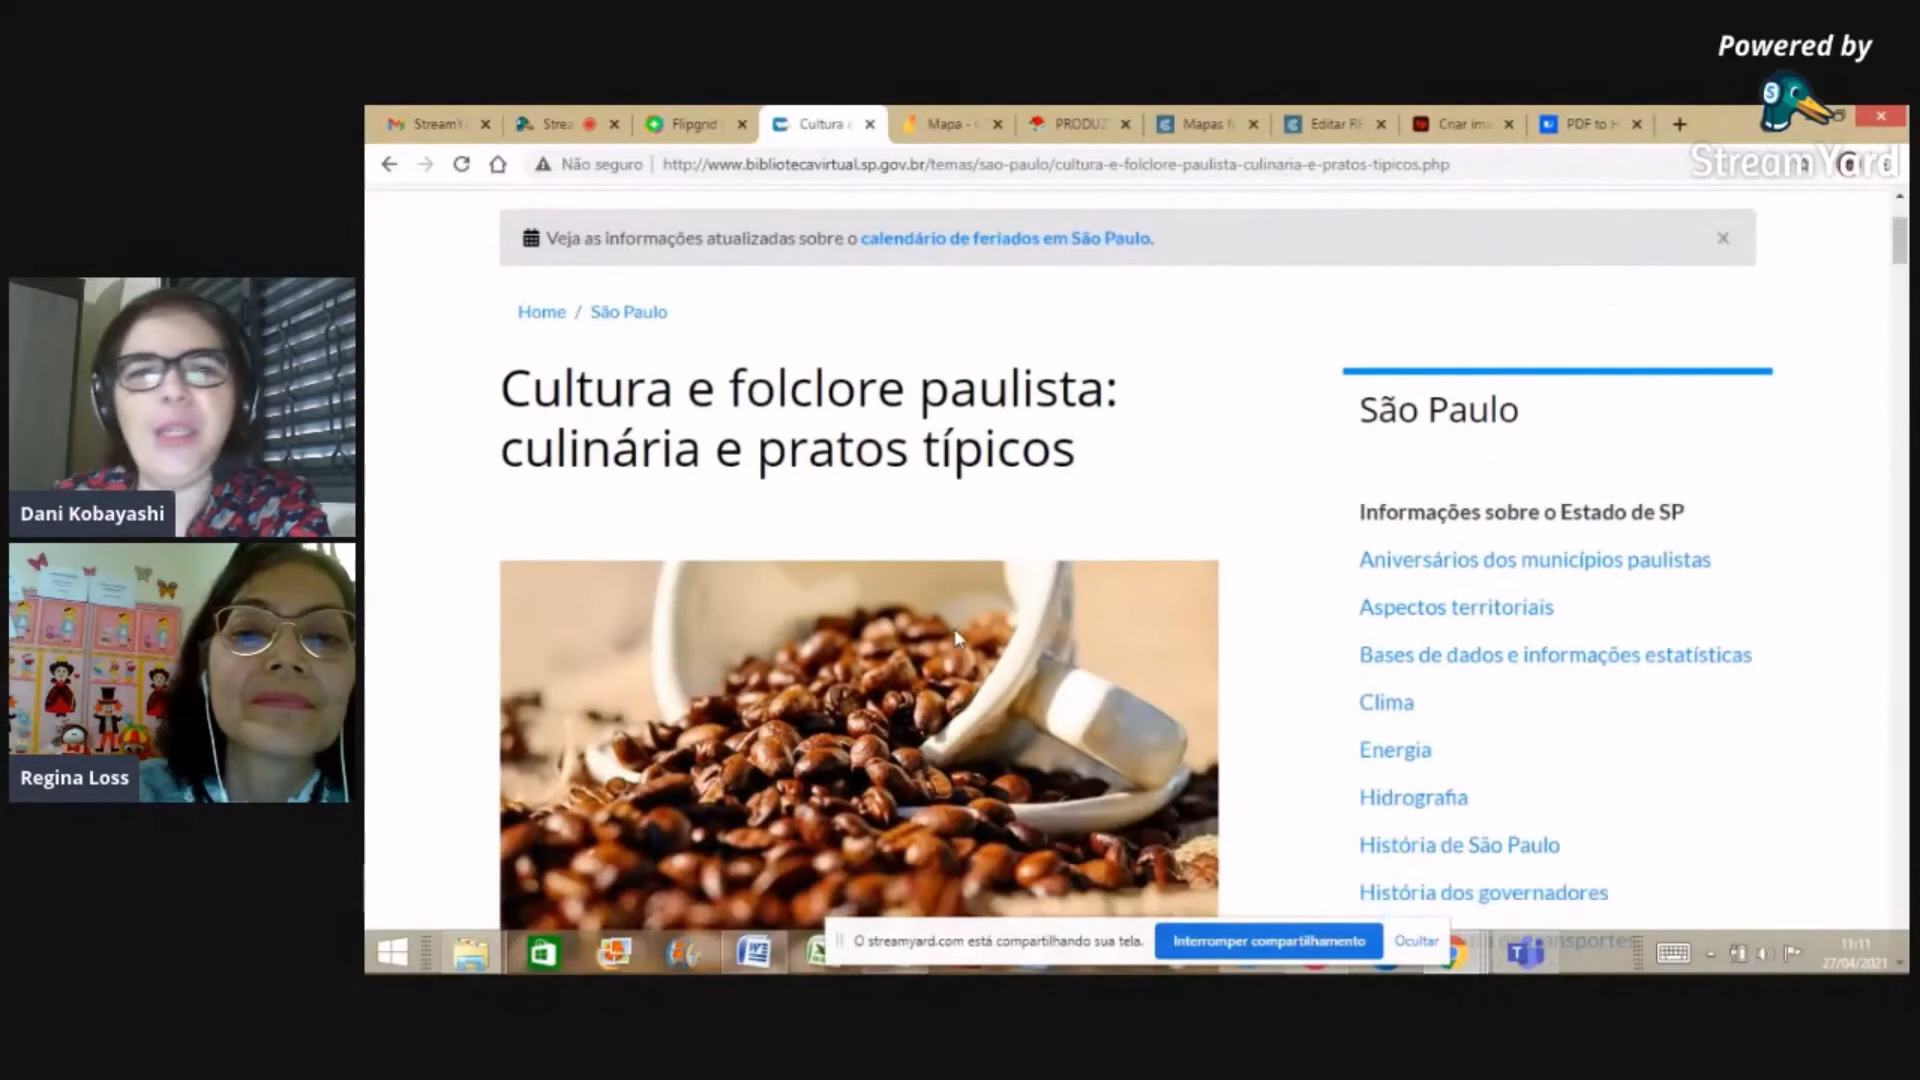 Powered by
StreamYard
StreamY
Strea
Flipgrid
Cultura e
Mapa -
PRODUZ
Mapas
Editar RE
Criar ima
PDF to
Não seguro
http://www.bibliotecavirtual.sp.gov.br/temas/sao-paulo/cultura-e-folclore-paulista-culinaria-e-pratos-tipicos.php
Veja as informações atualizadas sobre o calendário de feriados em São Paulo.
Home / São Paulo
Cultura e folclore paulista:
culinária e pratos típicos
São Paulo
Informações sobre o Estado de SP
Aniversários dos municípios paulistas
Aspectos territoriais
Bases de dados e informações estatísticas
Clima
Energia
Hidrografia
História de São Paulo
História dos governadores
Dani Kobayashi
Regina Loss
O streamyard.com está compartilhando sua tela.
Interromper compartilhamento
Ocultar
11:11
27/04/2021